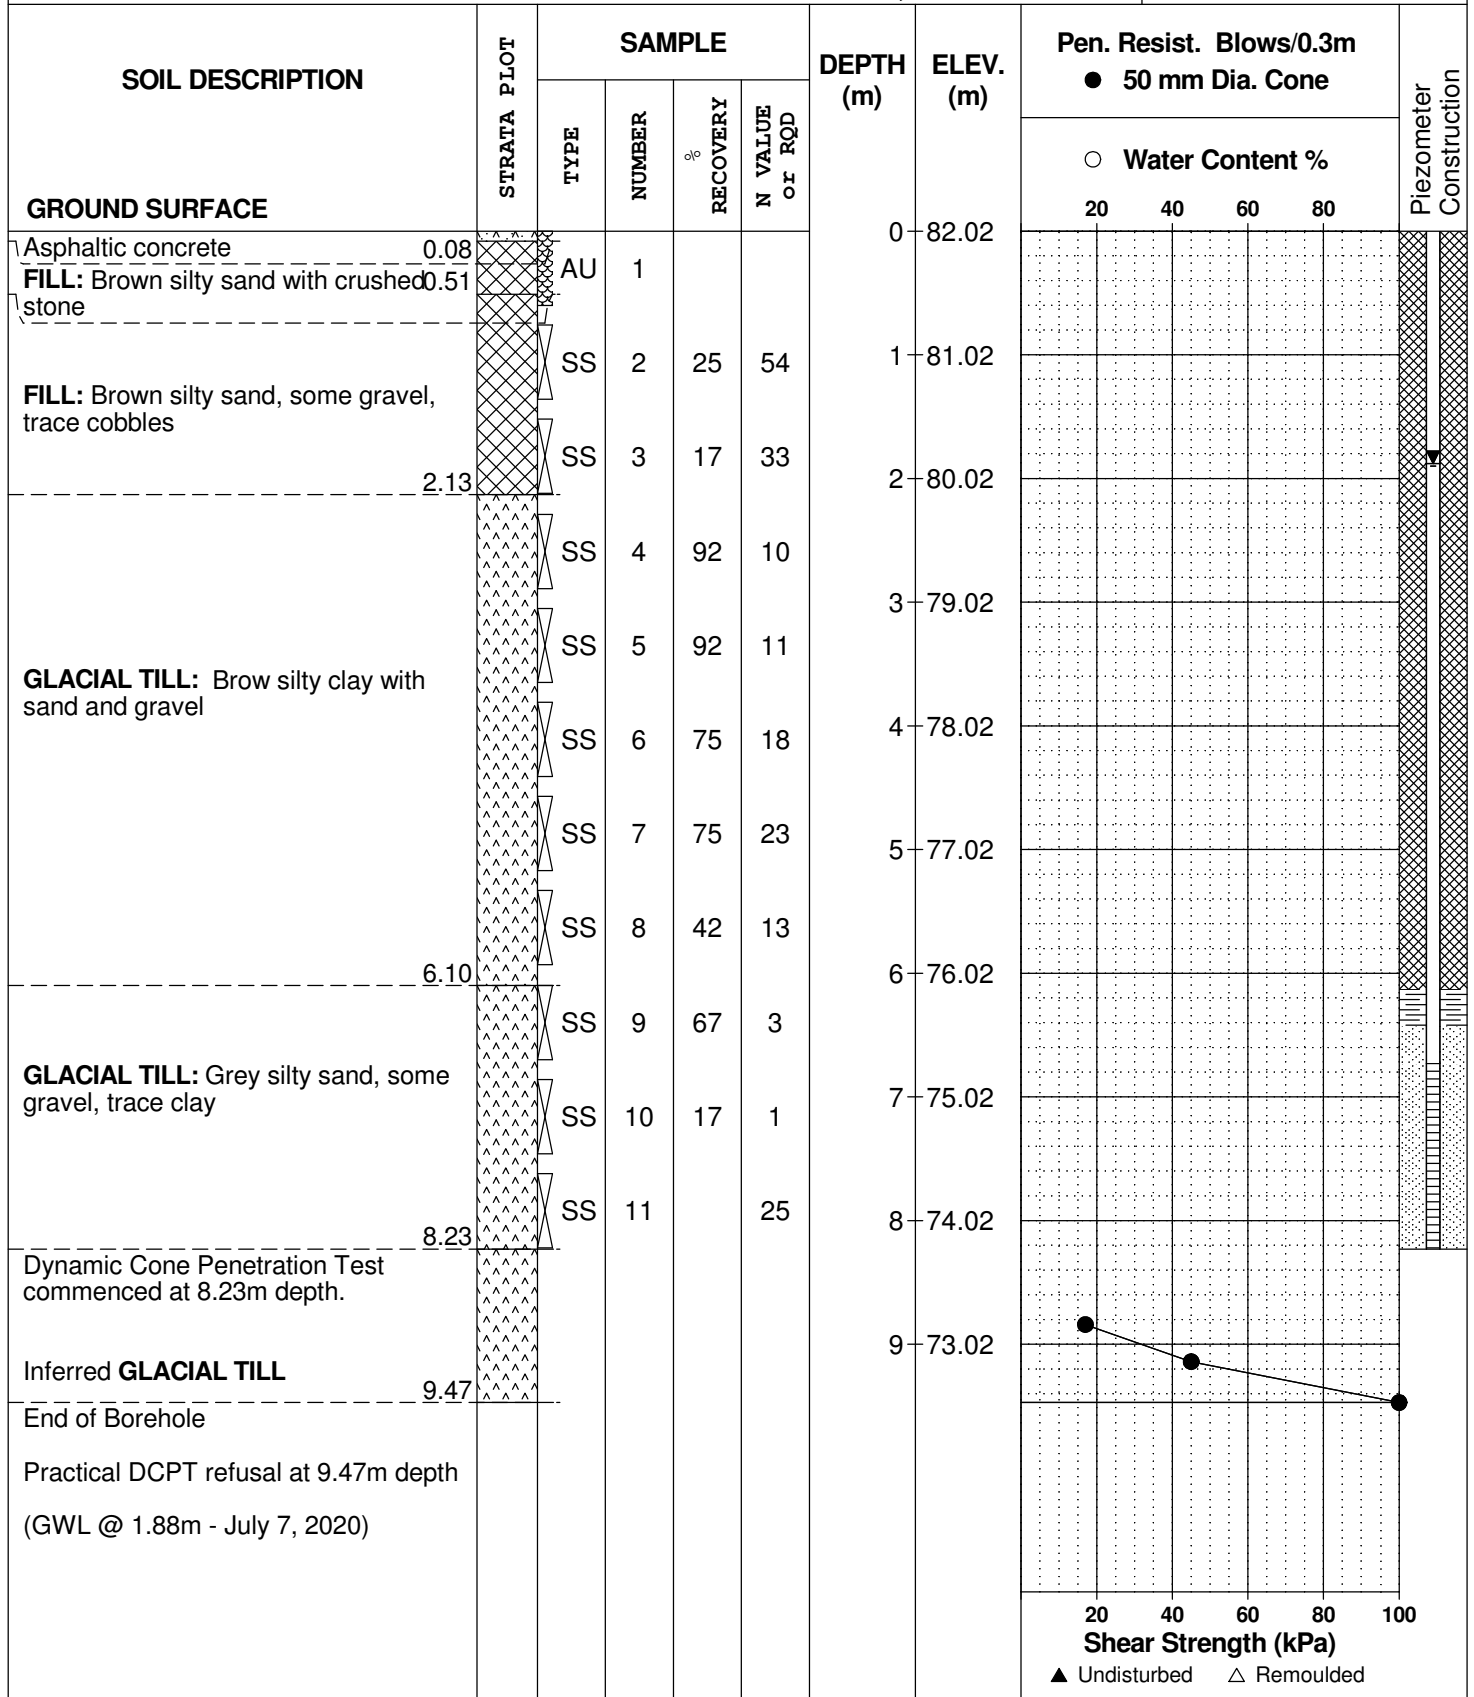 SOIL DESCRIPTION
GROUND SURFACE
STRATA PLOT
SAMPLE
TYPE
NUMBER
% RECOVERY
N VALUE or RQD
DEPTH (m)
ELEV. (m)
Pen. Resist. Blows/0.3m
● 50 mm Dia. Cone
○ Water Content %
20 40 60 80
Piezometer Construction
0 82.02
Asphaltic concrete 0.08
FILL: Brown silty sand with crushed 0.51
stone
AU 1
SS 2 25 54
1 81.02
FILL: Brown silty sand, some gravel,
trace cobbles
SS 3 17 33
2.13
2 80.02
SS 4 92 10
3 79.02
SS 5 92 11
GLACIAL TILL: Brow silty clay with
sand and gravel
SS 6 75 18
4 78.02
SS 7 75 23
5 77.02
SS 8 42 13
6.10
6 76.02
SS 9 67 3
GLACIAL TILL: Grey silty sand, some
gravel, trace clay
7 75.02
SS 10 17 1
SS 11 25
8 74.02
8.23
Dynamic Cone Penetration Test
commenced at 8.23m depth.
9 73.02
Inferred GLACIAL TILL
9.47
End of Borehole
Practical DCPT refusal at 9.47m depth
(GWL @ 1.88m - July 7, 2020)
20 40 60 80 100
Shear Strength (kPa)
▲ Undisturbed △ Remoulded